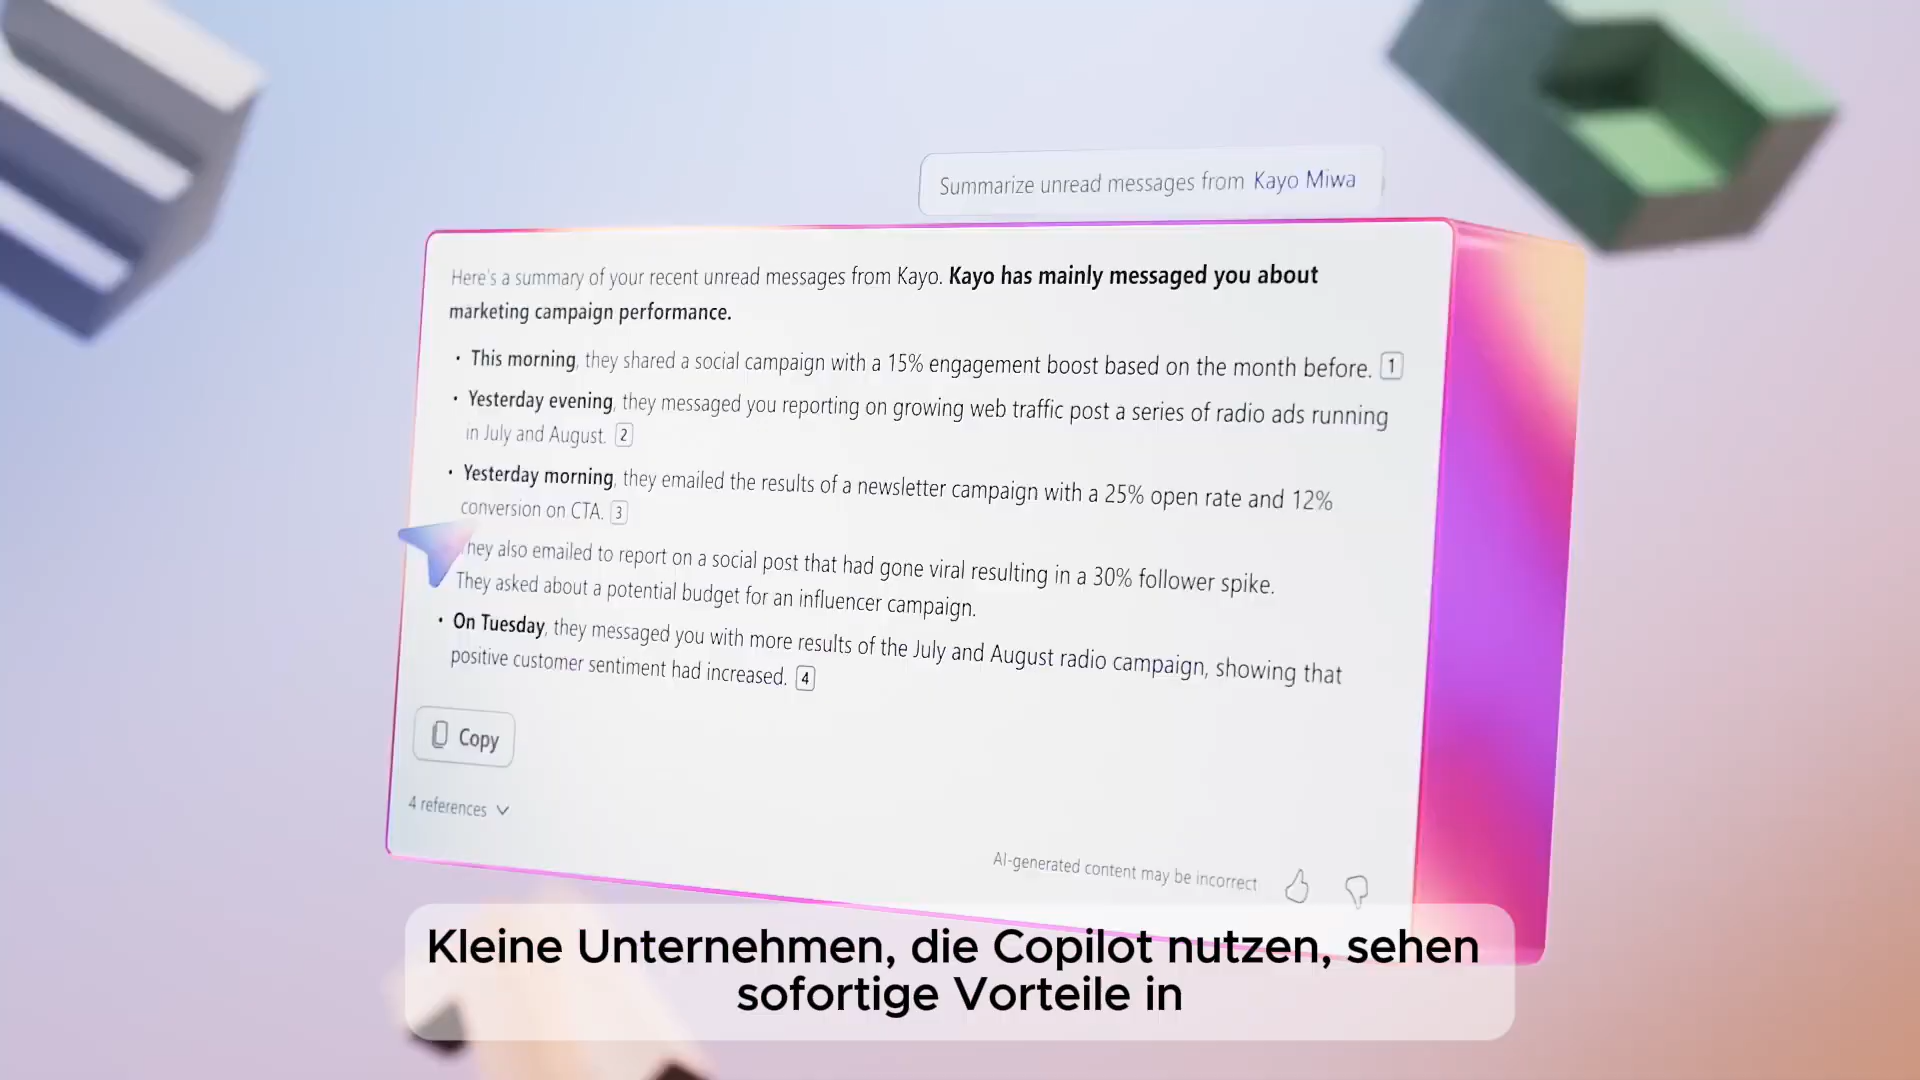 Summarize unread messages from Kayo Miwa
Here's a summary of your recent unread messages from Kayo. Kayo has mainly messaged you about
marketing campaign performance.
• This morning, they shared a social campaign with a 15% engagement boost based on the month before. 1
• Yesterday evening, they messaged you reporting on growing web traffic post a series of radio ads running
in July and August. 2
• Yesterday morning, they emailed the results of a newsletter campaign with a 25% open rate and 12%
conversion on CTA. 3
They also emailed to report on a social post that had gone viral resulting in a 30% follower spike.
They asked about a potential budget for an influencer campaign.
• On Tuesday, they messaged you with more results of the July and August radio campaign, showing that
positive customer sentiment had increased. 4
Copy
4 references
AI-generated content may be incorrect
Kleine Unternehmen, die Copilot nutzen, sehen
sofortige Vorteile in